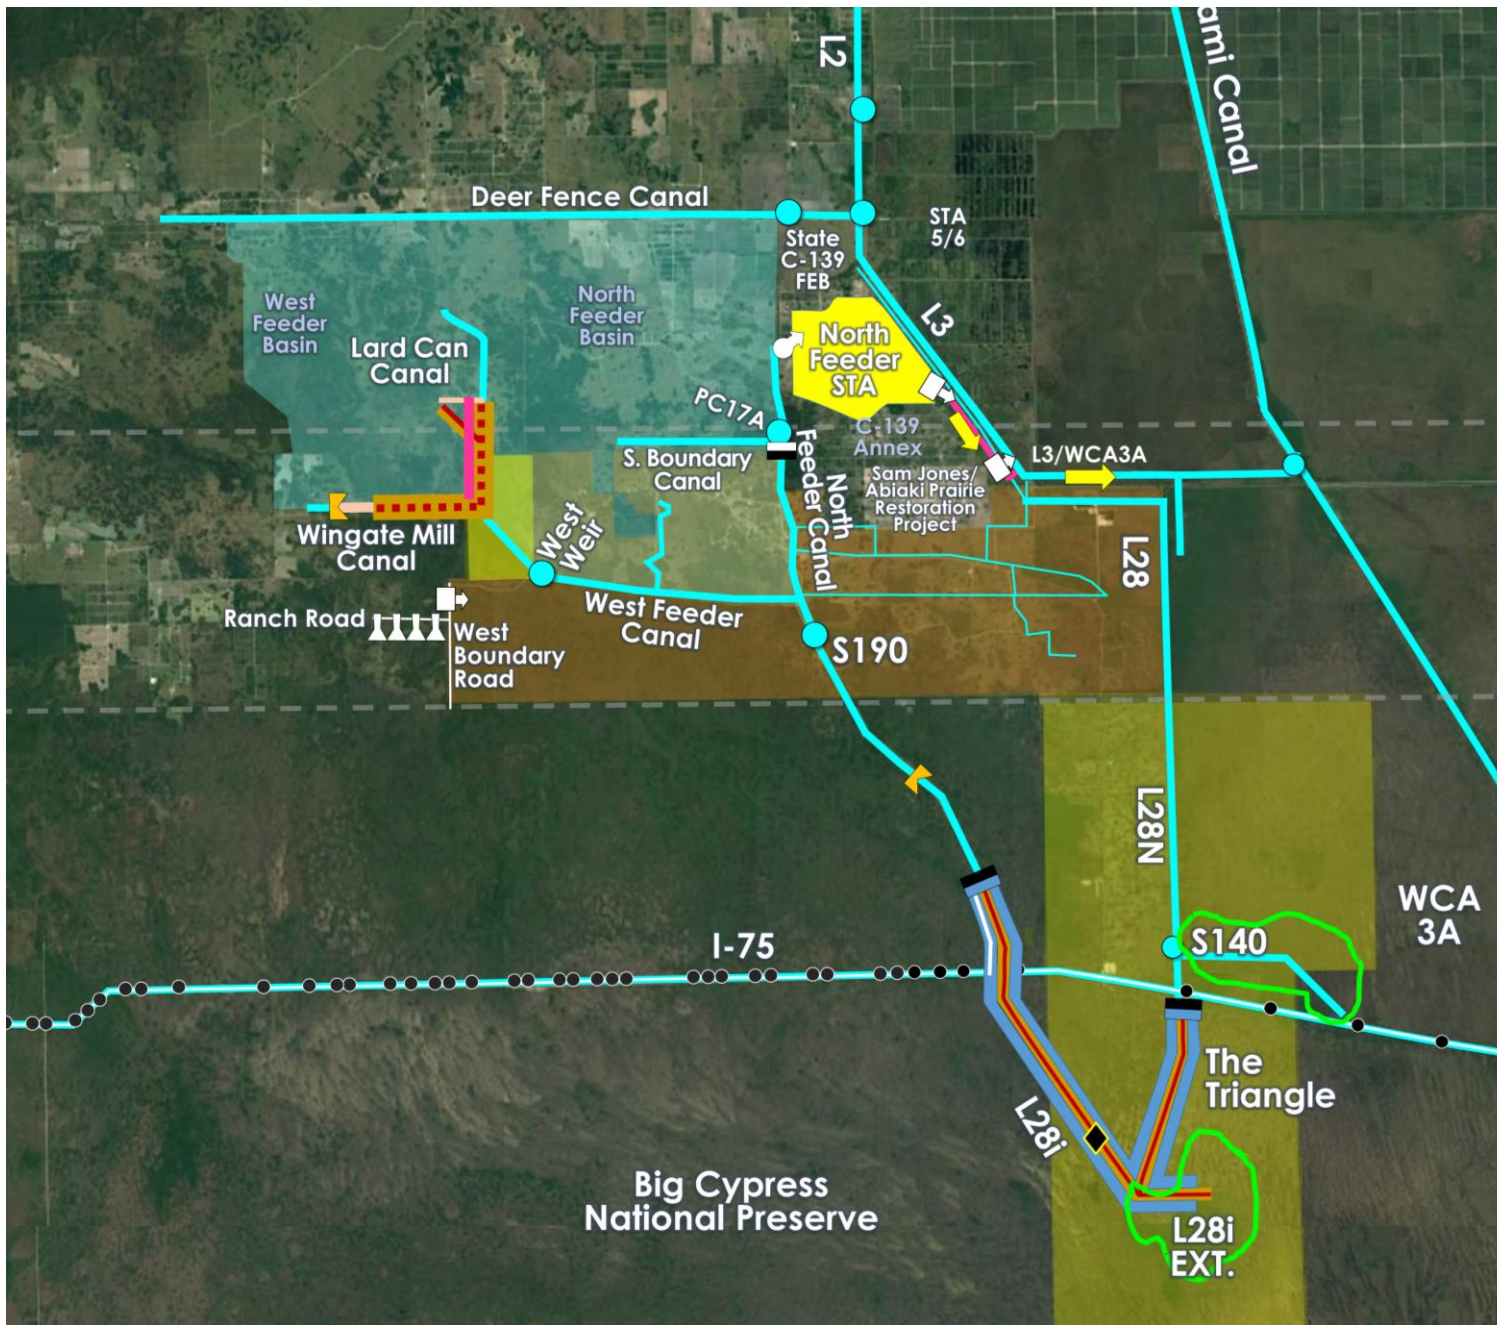 L2
ami Canal
Deer Fence Canal
STA
5/6
State
C-139
FEB
West
Feeder
Basin
North
Feeder
Basin
L3
Lard Can
Canal
North
Feeder
STA
PC17A
C-139
Annex
L3/WCA3A
S. Boundary
Canal
North
Feeder Canal
Sam Jones/
Abiaki Prairie
Restoration
Project
Wingate Mill
Canal
West
Weir
L28
Ranch Road
West Feeder
Canal
West
Boundary
Road
S190
L28N
WCA
3A
S140
I-75
The
Triangle
L28i
Big Cypress
National Preserve
L28i
EXT.